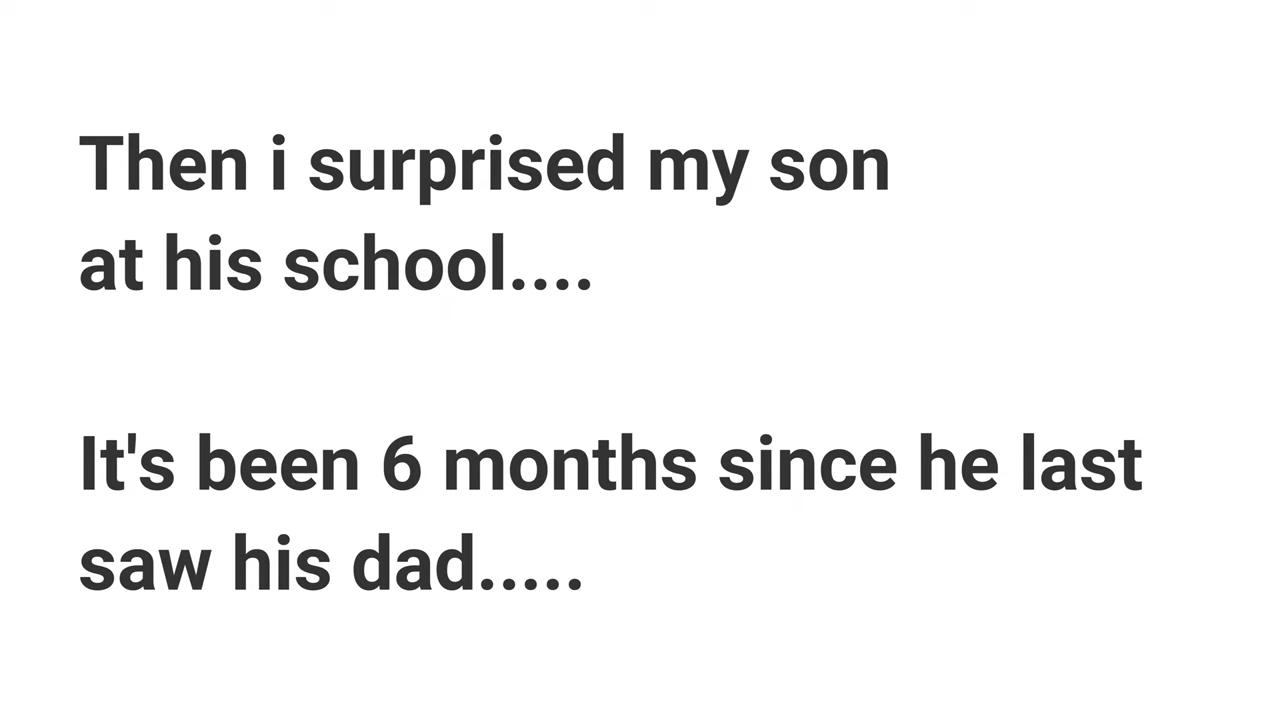 Then i surprised my son
at his school....
It's been 6 months since he last
saw his dad.....